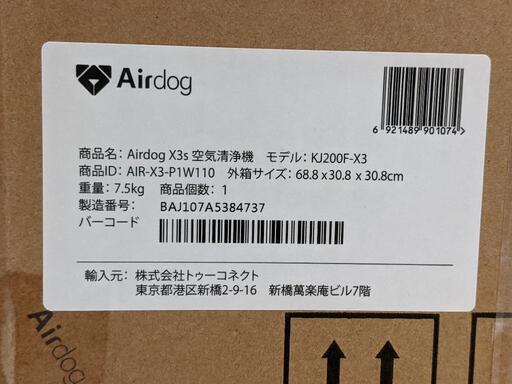 Airdog
6 921489 901074
商品名: Airdog X3s 空気清浄機 モデル: KJ200F-X3
商品ID: AIR-X3-P1W110 外箱サイズ: 68.8 x30.8 x 30.8cm
重量: 7.5kg 商品個数: 1
製造番号: BAJ107A5384737
バーコード
輸入元: 株式会社トゥーコネクト
東京都港区新橋2-9-16 新橋萬楽庵ビル7階
Airdog